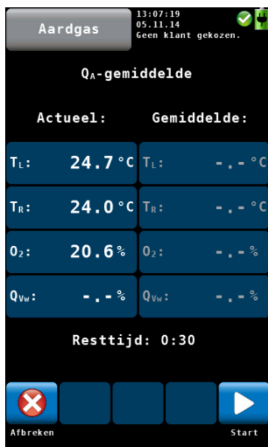 Aardgas
13:07:19
05.11.14
Geen klant gekozen.
QA-gemiddelde
Actueel: Gemiddelde:
TL: 24.7 °C TL: -.- °C
TR: 24.0 °C TR: -.- °C
O2: 20.6 % O2: -.- %
QVw: -.- % QVw: -.- %
Resttijd: 0:30
Afbreken Start